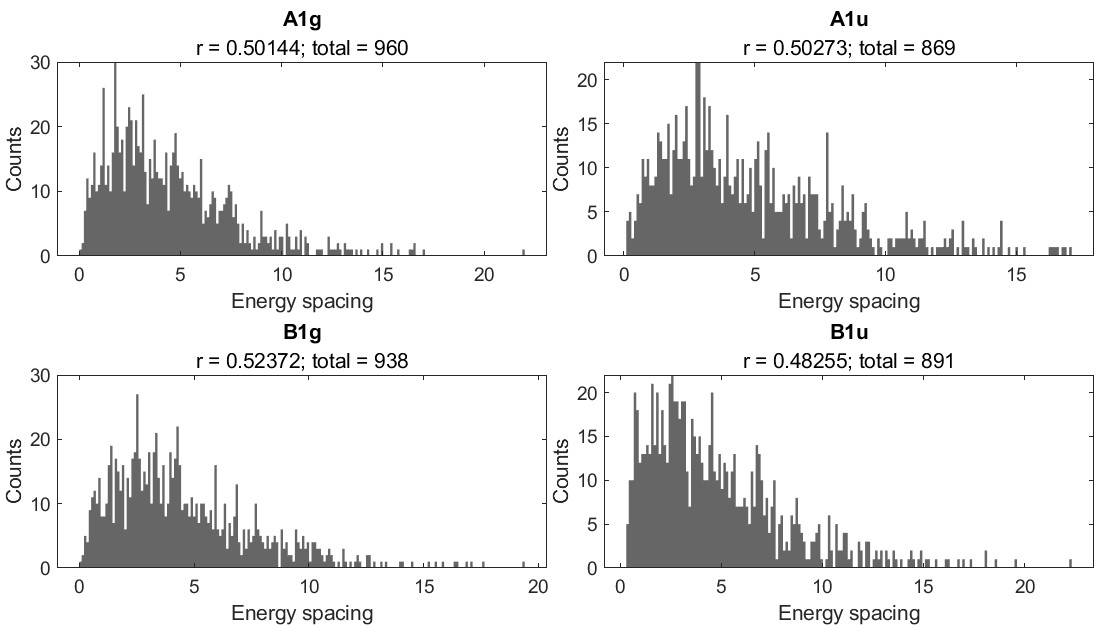 A1g
r = 0.50144; total = 960
30
20
10
0
Counts
0 5 10 15 20
Energy spacing
A1u
r = 0.50273; total = 869
20
15
10
5
0
Counts
0 5 10 15
Energy spacing
B1g
r = 0.52372; total = 938
30
20
10
0
Counts
0 5 10 15 20
Energy spacing
B1u
r = 0.48255; total = 891
20
15
10
5
0
Counts
0 5 10 15 20
Energy spacing